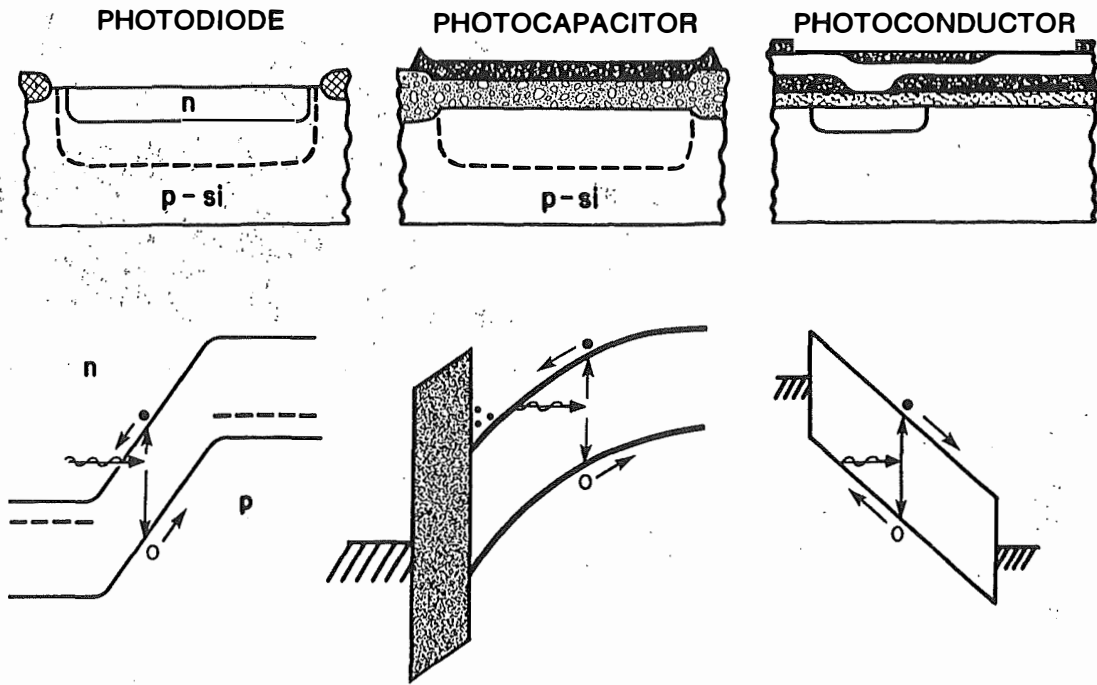 PHOTODIODE
PHOTOCAPACITOR
PHOTOCONDUCTOR
n
p-si
p-si
n
p